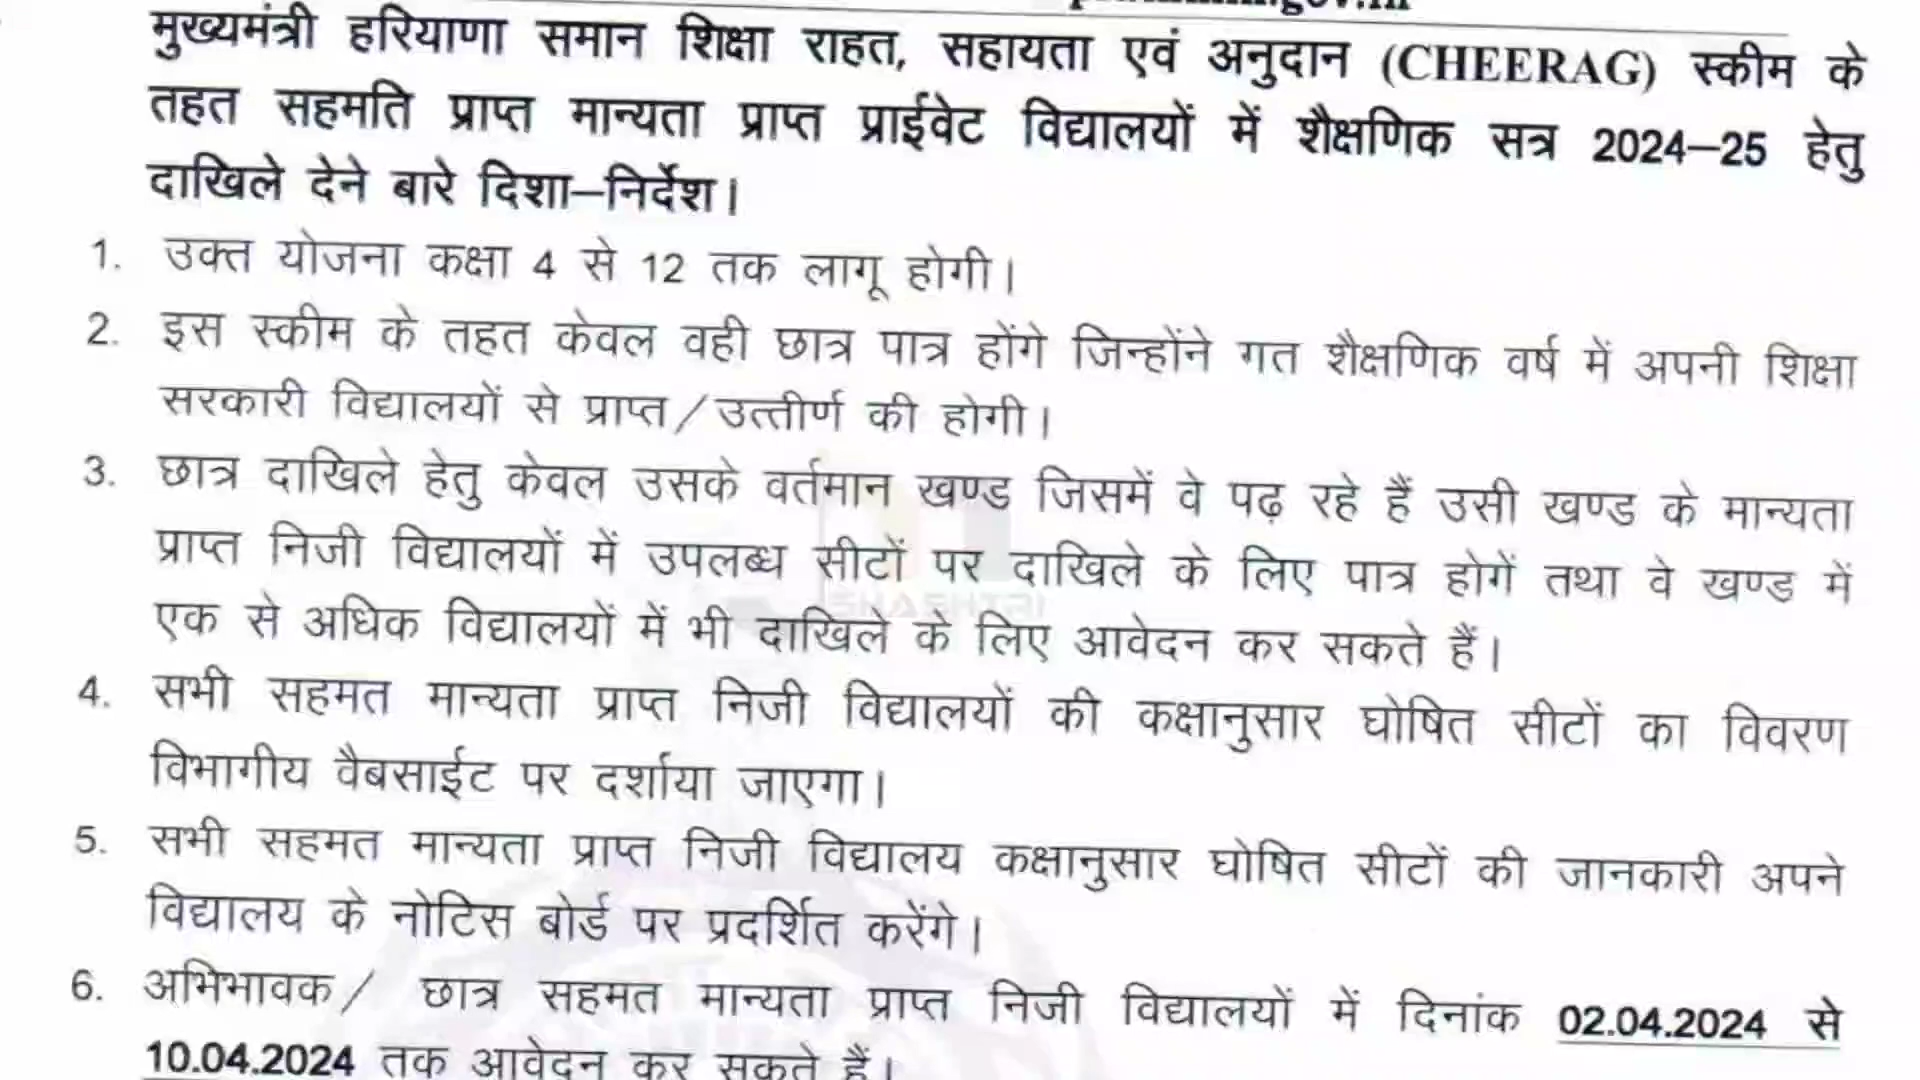 मुख्यमंत्री हरियाणा समान शिक्षा राहत, सहायता एवं अनुदान (CHEERAG) स्कीम के
तहत सहमति प्राप्त मान्यता प्राप्त प्राईवेट विद्यालयों में शैक्षणिक सत्र 2024–25 हेतु
दाखिले देने बारे दिशा–निर्देश।
1. उक्त योजना कक्षा 4 से 12 तक लागू होगी।
2. इस स्कीम के तहत केवल वही छात्र पात्र होंगे जिन्होंने गत शैक्षणिक वर्ष में अपनी शिक्षा
सरकारी विद्यालयों से प्राप्त/उत्तीर्ण की होगी।
3. छात्र दाखिले हेतु केवल उसके वर्तमान खण्ड जिसमें वे पढ़ रहे हैं उसी खण्ड के मान्यता
प्राप्त निजी विद्यालयों में उपलब्ध सीटों पर दाखिले के लिए पात्र होगें तथा वे खण्ड में
एक से अधिक विद्यालयों में भी दाखिले के लिए आवेदन कर सकते हैं।
4. सभी सहमत मान्यता प्राप्त निजी विद्यालयों की कक्षानुसार घोषित सीटों का विवरण
विभागीय वैबसाईट पर दर्शाया जाएगा।
5. सभी सहमत मान्यता प्राप्त निजी विद्यालय कक्षानुसार घोषित सीटों की जानकारी अपने
विद्यालय के नोटिस बोर्ड पर प्रदर्शित करेंगे।
6. अभिभावक/ छात्र सहमत मान्यता प्राप्त निजी विद्यालयों में दिनांक 02.04.2024 से
10.04.2024 तक आवेदन कर सकते हैं।